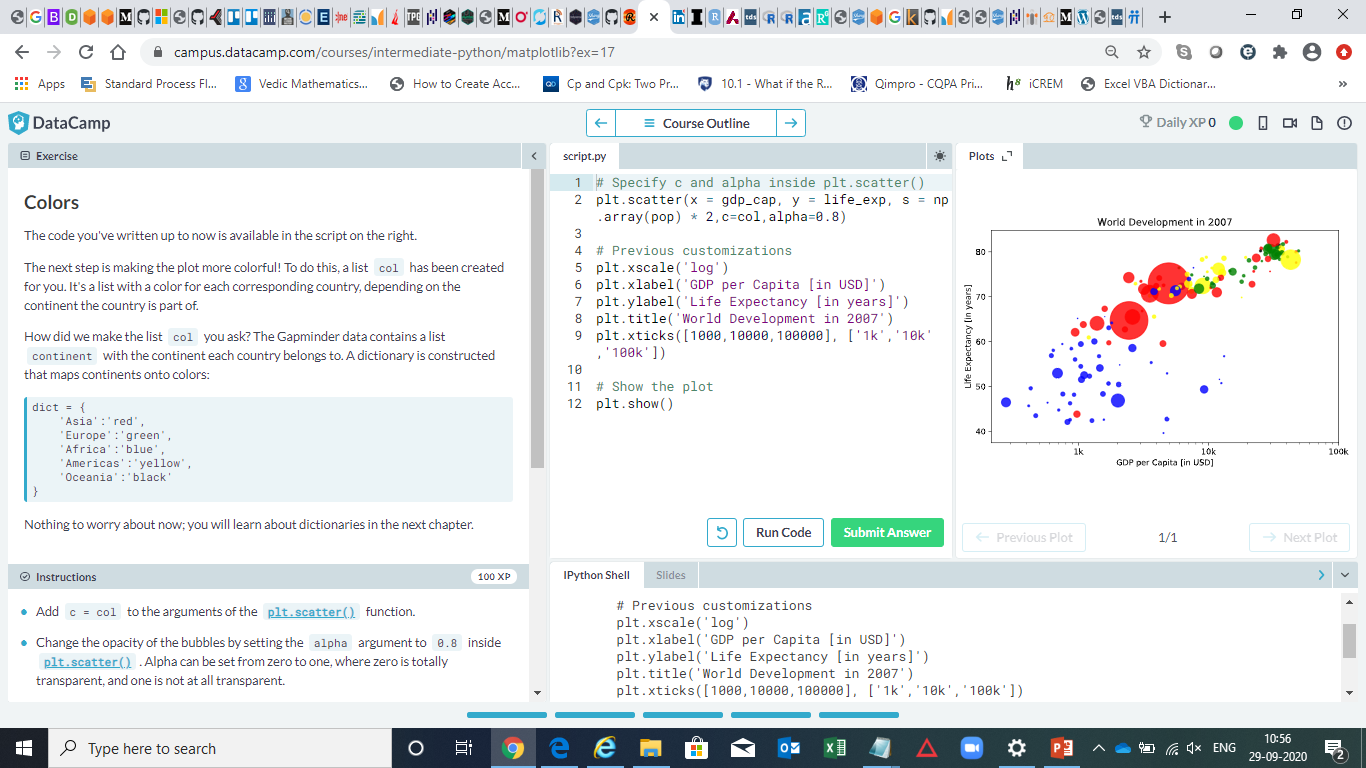 campus.datacamp.com/courses/intermediate-python/matplotlib?ex=17
Apps Standard Process Fl... Vedic Mathematics... How to Create Acc... Cp and Cpk: Two Pr... 10.1 - What if the R... Qimpro - CQPA Pri... iCREM Excel VBA Dictionar... »
DataCamp
Course Outline
Daily XP 0
Exercise
Colors
The code you've written up to now is available in the script on the right.
The next step is making the plot more colorful! To do this, a list col has been created
for you. It's a list with a color for each corresponding country, depending on the
continent the country is part of.
How did we make the list col you ask? The Gapminder data contains a list
continent with the continent each country belongs to. A dictionary is constructed
that maps continents onto colors:
dict = {
'Asia':'red',
'Europe':'green',
'Africa':'blue',
'Americas':'yellow',
'Oceania':'black'
}
Nothing to worry about now; you will learn about dictionaries in the next chapter.
Instructions
100 XP
Add c = col to the arguments of the plt.scatter() function.
Change the opacity of the bubbles by setting the alpha argument to 0.8 inside
plt.scatter() . Alpha can be set from zero to one, where zero is totally
transparent, and one is not at all transparent.
script.py
1 # Specify c and alpha inside plt.scatter()
2 plt.scatter(x = gdp_cap, y = life_exp, s = np
.array(pop) * 2,c=col,alpha=0.8)
3
4 # Previous customizations
5 plt.xscale('log')
6 plt.xlabel('GDP per Capita [in USD]')
7 plt.ylabel('Life Expectancy [in years]')
8 plt.title('World Development in 2007')
9 plt.xticks([1000,10000,100000], ['1k','10k'
,'100k'])
10
11 # Show the plot
12 plt.show()
Run Code
Submit Answer
Plots
World Development in 2007
Life Expectancy [in years]
80
70
60
50
40
1k 10k 100k
GDP per Capita [in USD]
Previous Plot
1/1
Next Plot
IPython Shell
Slides
# Previous customizations
plt.xscale('log')
plt.xlabel('GDP per Capita [in USD]')
plt.ylabel('Life Expectancy [in years]')
plt.title('World Development in 2007')
plt.xticks([1000,10000,100000], ['1k','10k','100k'])
Type here to search
ENG
10:56
29-09-2020
2